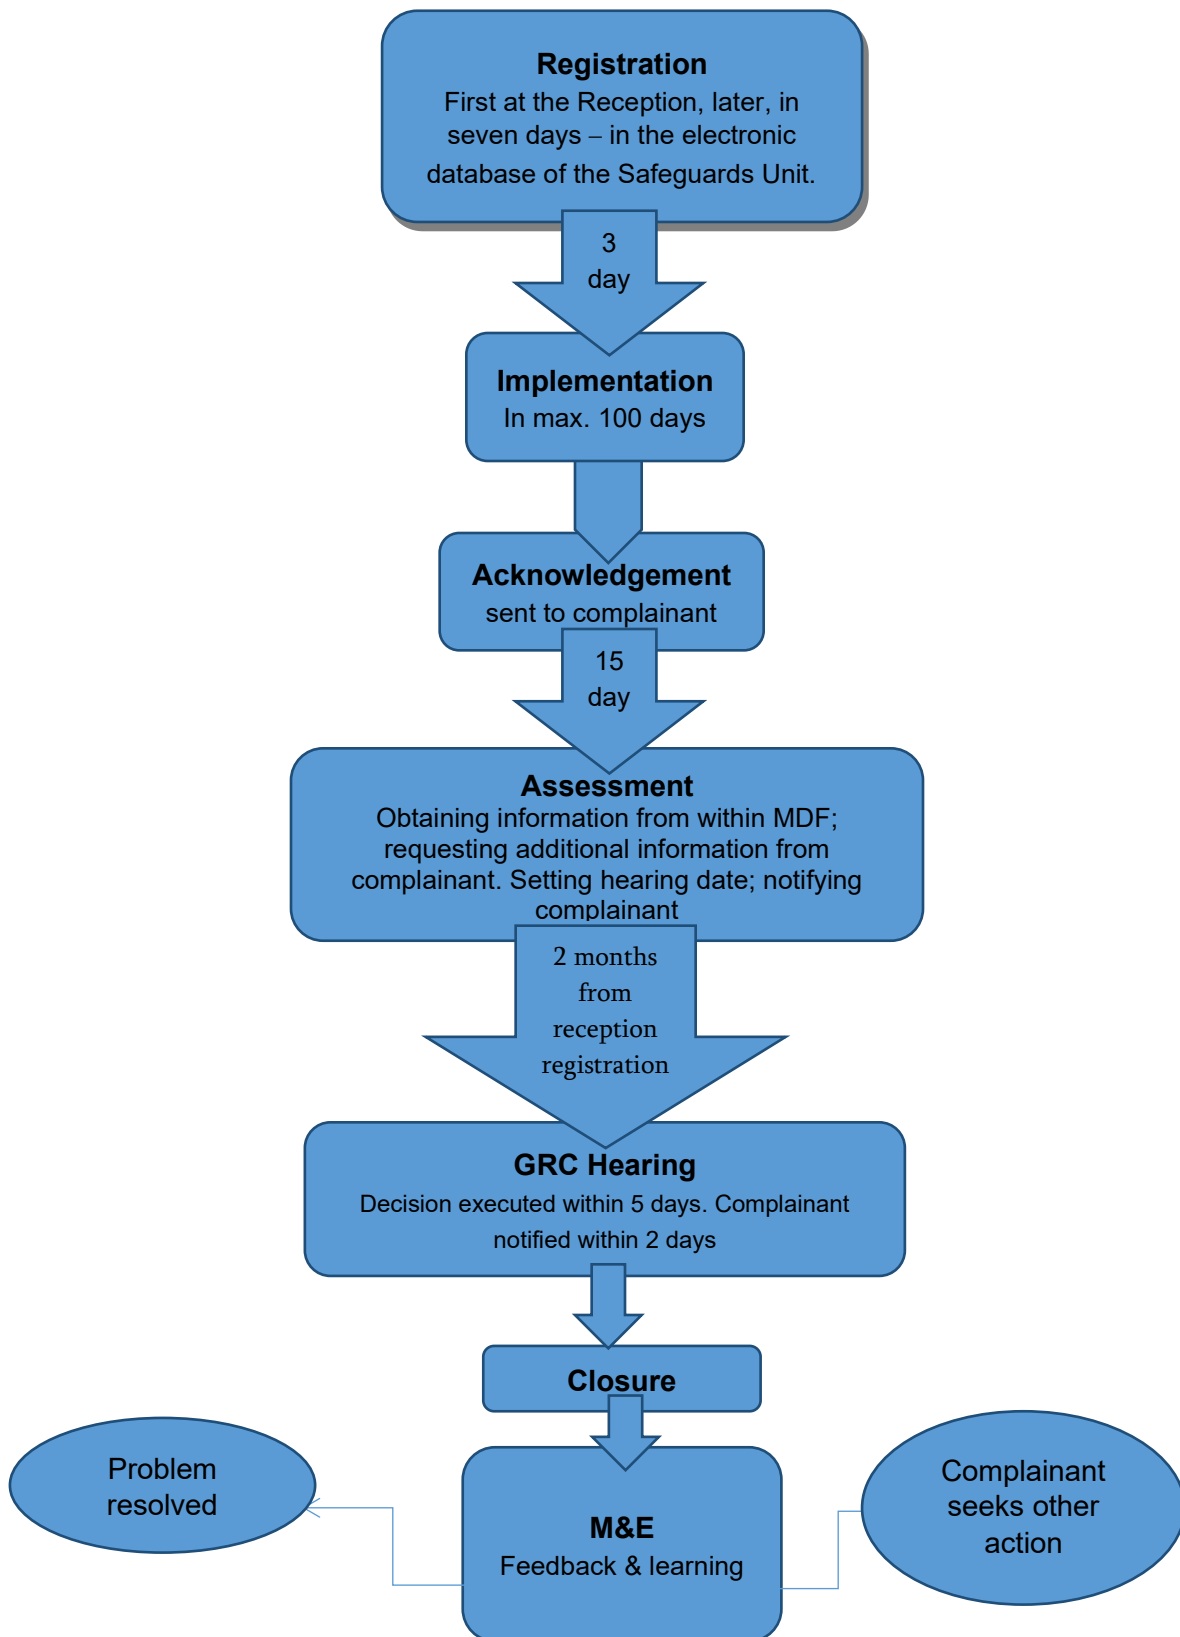 Registration
First at the Reception, later, in
seven days – in the electronic
database of the Safeguards Unit.
3
day
Implementation
In max. 100 days
Acknowledgement
sent to complainant
15
day
Assessment
Obtaining information from within MDF;
requesting additional information from
complainant. Setting hearing date; notifying
complainant
2 months
from
reception
registration
GRC Hearing
Decision executed within 5 days. Complainant
notified within 2 days
Closure
Problem
resolved
M&E
Feedback & learning
Complainant
seeks other
action